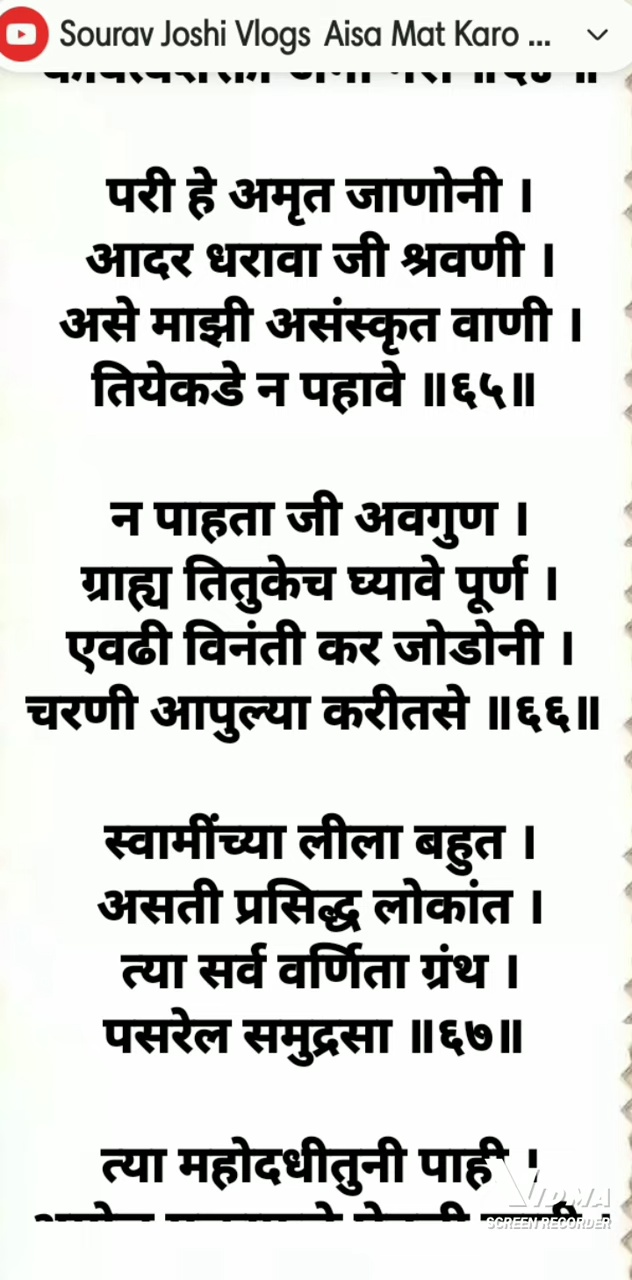 Sourav Joshi Vlogs Aisa Mat Karo ...
परी हे अमृत जाणोनी ।
आदर धरावा जी श्रवणी ।
असे माझी असंस्कृत वाणी ।
तियेकडे न पहावे ॥६५॥
न पाहता जी अवगुण ।
ग्राह्य तितुकेच घ्यावे पूर्ण ।
एवढी विनंती कर जोडोनी ।
चरणी आपुल्या करीतसे ॥६६॥
स्वामींच्या लीला बहुत ।
असती प्रसिद्ध लोकांत ।
त्या सर्व वर्णिता ग्रंथ ।
पसरेल समुद्रसा ॥६७॥
त्या महोदधीतुनी पाही ।
VIDMA
SCREEN RECORDER